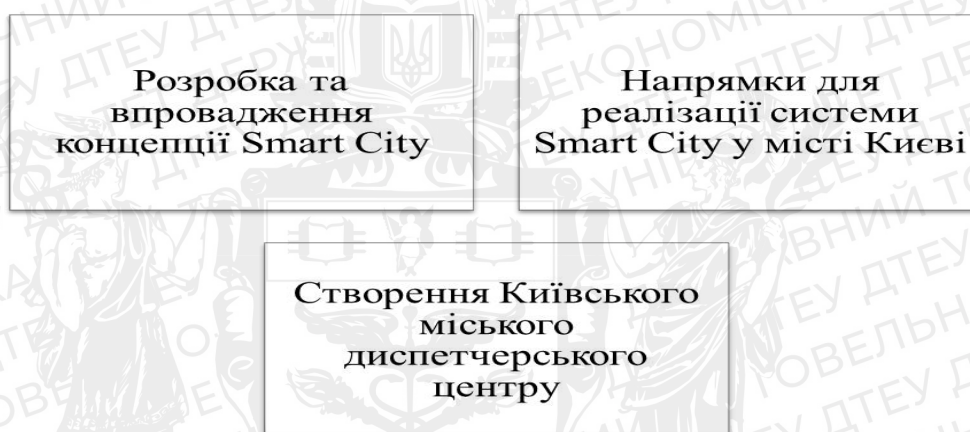 Розробка та
впровадження
концепції Smart City
Напрямки для
реалізації системи
Smart City у місті Києві
Створення Київського
міського
диспетчерського
центру